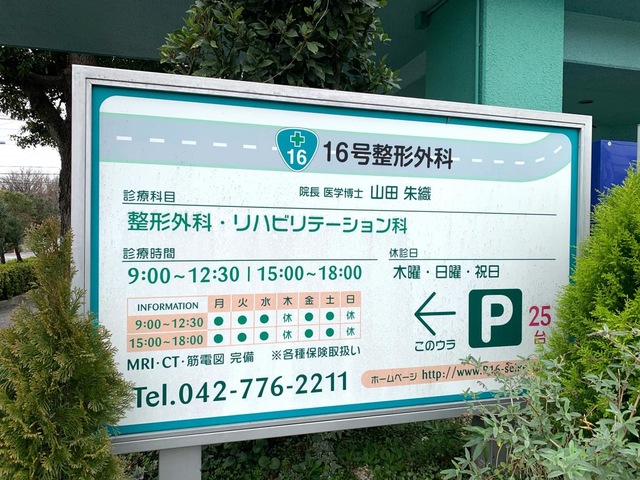 16
16号整形外科
診療科目
院長 医学博士 山田 朱織
整形外科・リハビリテーション科
診療時間
休診日
9:00〜12:30 | 15:00〜18:00
木曜・日曜・祝日
INFORMATION 月 火 水 木 金 土 日
9:00〜12:30 ● ● ● 休 ● ● 休
15:00〜18:00 ● ● ● 休 ● ● 休
P
25台
このウラ
MRI・CT・筋電図 完備 ※各種保険取扱い
Tel.042-776-2211
ホームページ http://www.R16-se